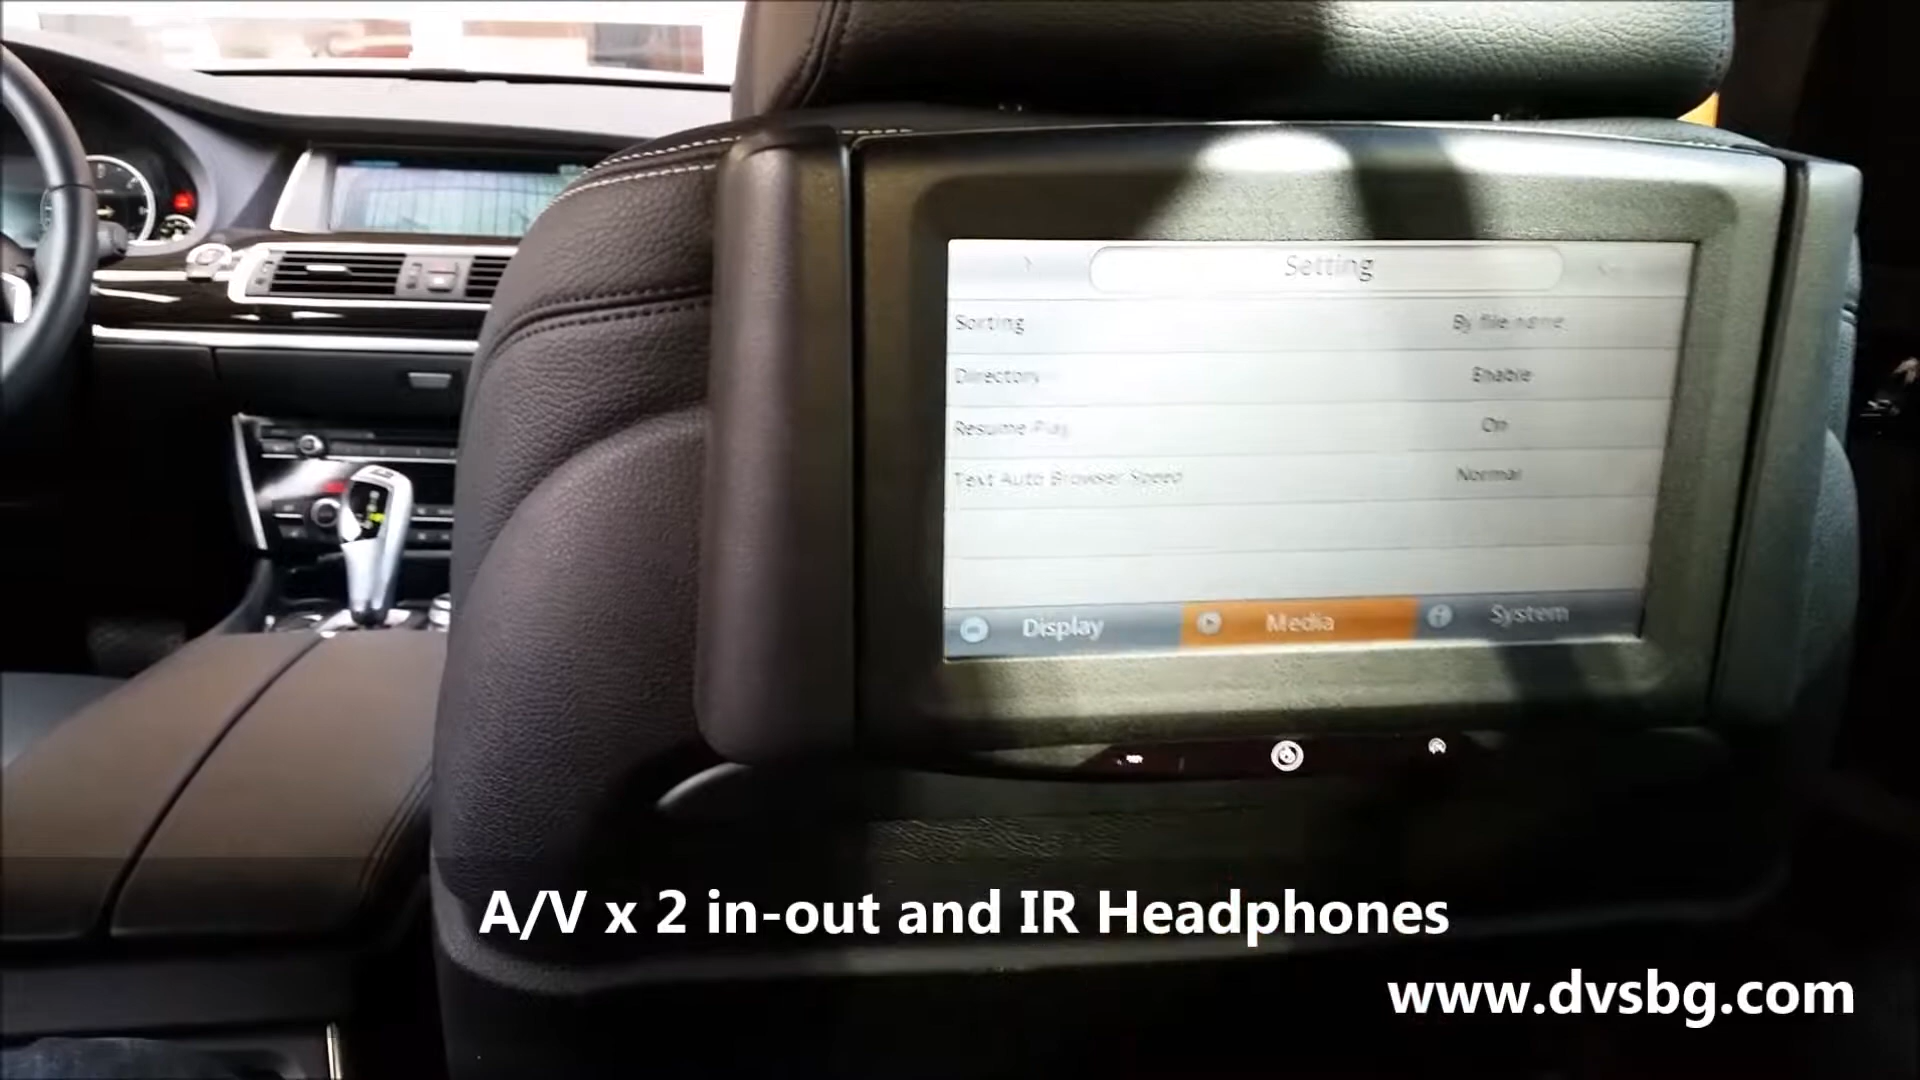 Setting
Sorting By file name
Directory Enable
Resume Play On
Text Auto Browser Speed Normal
Display Media System
A/V x 2 in-out and IR Headphones
www.dvsbg.com